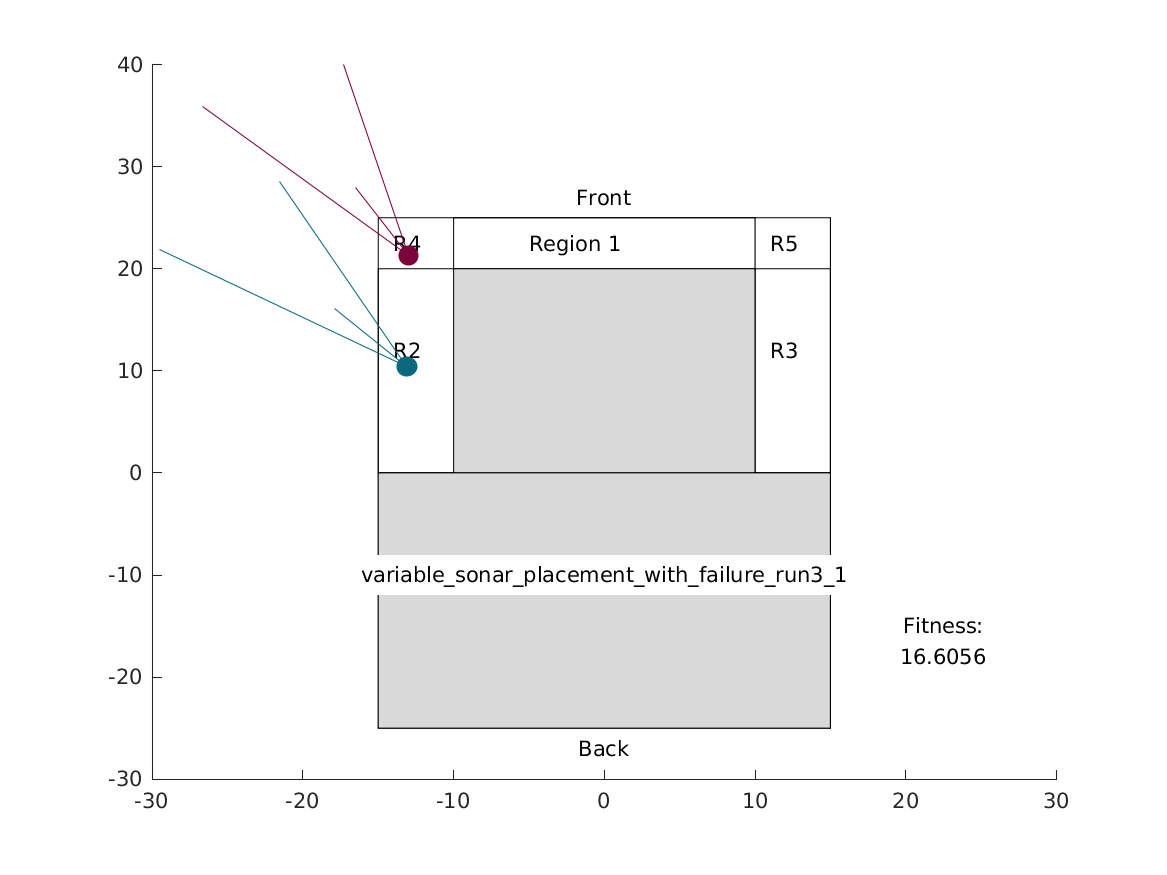 40
30
20
10
0
-10
-20
-30
Front
R4
Region 1
R5
R2
R3
variable_sonar_placement_with_failure_run3_1
Fitness:
16.6056
Back
-30
-20
-10
0
10
20
30